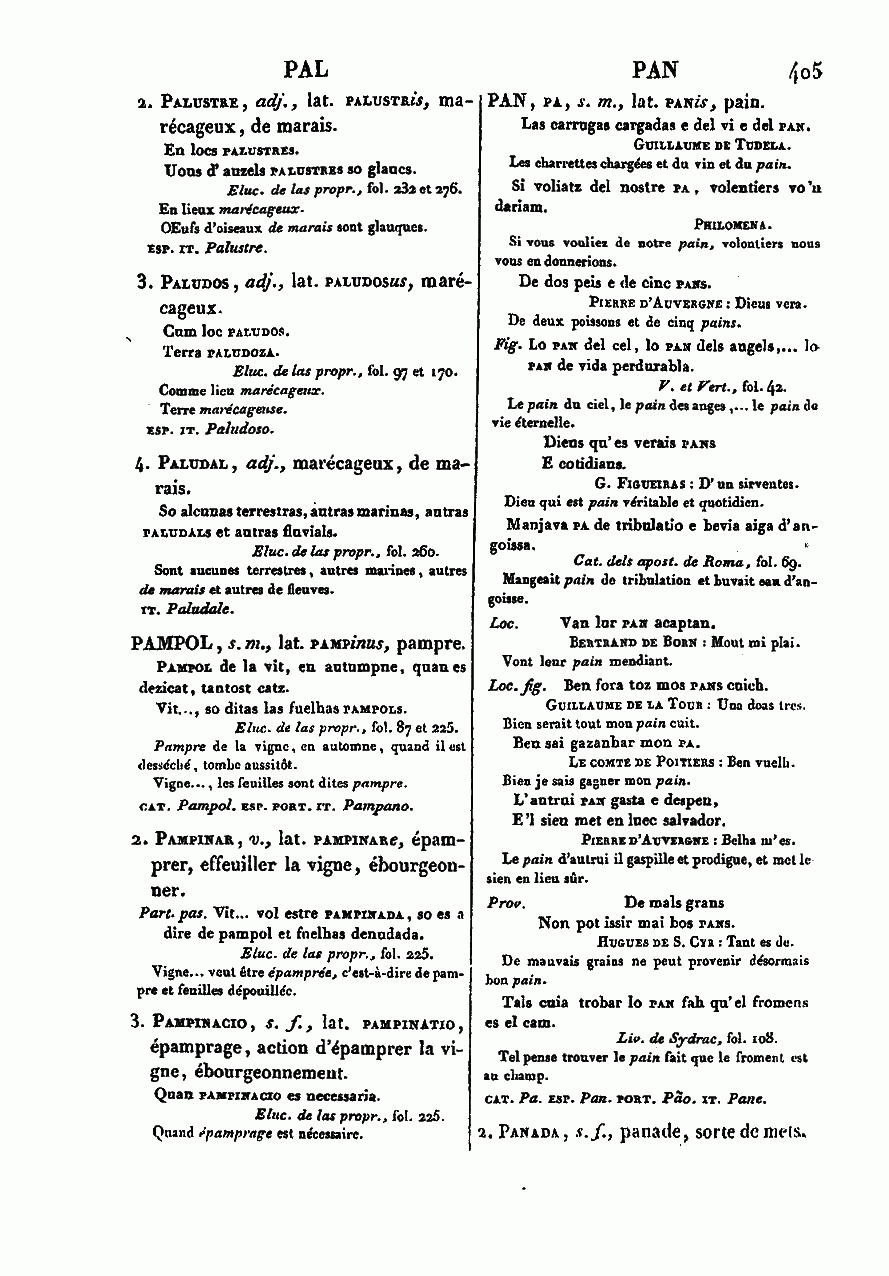 PAL
PAN
405
2. PALUSTRE, adj., lat. PALUSTRis, ma-
récageux, de marais.
En locs PALUSTRES.
Uous d'auzels PALUSTRES so glaucs.
Eluc. de las propr., fol. 232 et 276.
En lieux marécageux.
OEufs d'oiseaux de marais sont glauques.
ESP. IT. Palustre.
3. PALUDOS, adj., lat. PALUDOSus, maré-
cageux.
Cum loc PALUDOS.
Terra PALUDOZA.
Eluc. de las propr., fol. 97 et 170.
Comme lieu marécageux.
Terre marécageuse.
ESP. IT. Paludoso.
4. PALUDAL, adj., marécageux, de ma-
rais.
So alcunas terrestras, autras marinas, autras
PALUDALS et autras fluvials.
Eluc. de las propr., fol. 260.
Sont aucunes terrestres, autres marines, autres
de marais et autres de fleuves.
IT. Paludale.
PAMPOL, s. m., lat. PAMPinus, pampre.
PAMPOL de la vit, en autumpne, quan es
dezicat, tantost catz.
Vit..., so ditas las fuelhas PAMPOLS.
Eluc. de las propr., fol. 87 et 225.
Pampre de la vigne, en automne, quand il est
desséché, tombe aussitôt.
Vigne..., les feuilles sont dites pampre.
CAT. Pampol. ESP. PORT. IT. Pampano.
2. PAMPINAR, v., lat. PAMPINARe, épam-
prer, effeuiller la vigne, ébourgeon-
ner.
Part. pas. Vit... vol estre PAMPINADA, so es a
dire de pampol et fuelhas denudada.
Eluc. de las propr., fol. 225.
Vigne... veut être épamprée, c'est-à-dire de pam-
pre et feuilles dépouillée.
3. PAMPINACIO, s. f., lat. PAMPINATIO,
épamprage, action d'épamprer la vi-
gne, ébourgeonnement.
Quan PAMPINACIO es necessaria.
Eluc. de las propr., fol. 225.
Quand épamprage est nécessaire.
PAN, PA, s. m., lat. PANis, pain.
Las carrugas cargadas e del vi e del PAN.
GUILLAUME DE TUDELA.
Les charrettes chargées et du vin et du pain.
Si voliatz del nostre PA, volentiers vo'n
dariam.
PHILOMENA.
Si vous vouliez de notre pain, volontiers nous
vous en donnerions.
De dos peis e de cinc PANS.
PIERRE D'AUVERGNE : Dieus vera.
De deux poissons et de cinq pains.
Fig. Lo PAN del cel, lo PAN dels angels,... lo
PAN de vida perdurabla.
V. et Vert., fol. 42.
Le pain du ciel, le pain des anges,... le pain de
vie éternelle.
Dieus qu'es verais PANS
E cotidians.
G. FIGUEIRAS : D'un sirventes.
Dieu qui est pain véritable et quotidien.
Manjava PA de tribulatio e bevia aiga d'an-
goissa.
Cat. dels apost. de Roma, fol. 69.
Mangeait pain de tribulation et buvait eau d'an-
goisse.
Loc. Van lur PAN acaptan.
BERTRAND DE BORN : Mout mi plai.
Vont leur pain mendiant.
Loc. fig. Ben fora toz mos PANS cuich.
GUILLAUME DE LA TOUR : Una doas tres.
Bien serait tout mon pain cuit.
Ben sai gazanhar mon PA.
LE COMTE DE POITIERS : Ben vuelh.
Bien je sais gagner mon pain.
L'autrui PAN gasta e despen,
E'l sieu met en luec salvador.
PIERRE D'AUVERGNE : Belha m'es.
Le pain d'autrui il gaspille et prodigue, et met le
sien en lieu sûr.
Prov. De mals grans
Non pot issir mai bos PANS.
HUGUES DE S. CYR : Tant es de.
De mauvais grains ne peut provenir désormais
bon pain.
Tals cuia trobar lo PAN fah qu'el fromens
es el cam.
Liv. de Sydrac, fol. 108.
Tel pense trouver le pain fait que le froment est
au champ.
CAT. Pa. ESP. Pan. PORT. Pão. IT. Pane.
2. PANADA, s. f., panade, sorte de mets.